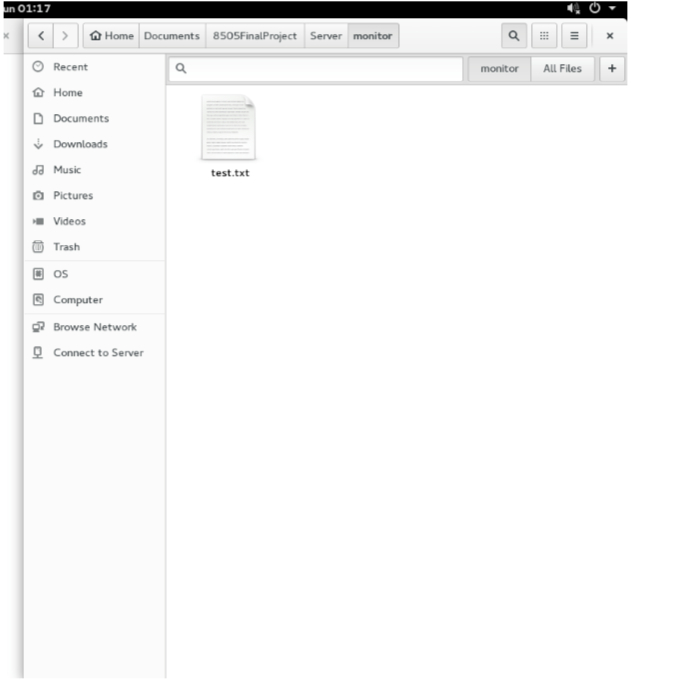 un 01:17
Home Documents 8505FinalProject Server monitor
Recent
monitor All Files +
Home
Documents
Downloads
Music
Pictures
Videos
Trash
OS
Computer
Browse Network
Connect to Server
test.txt